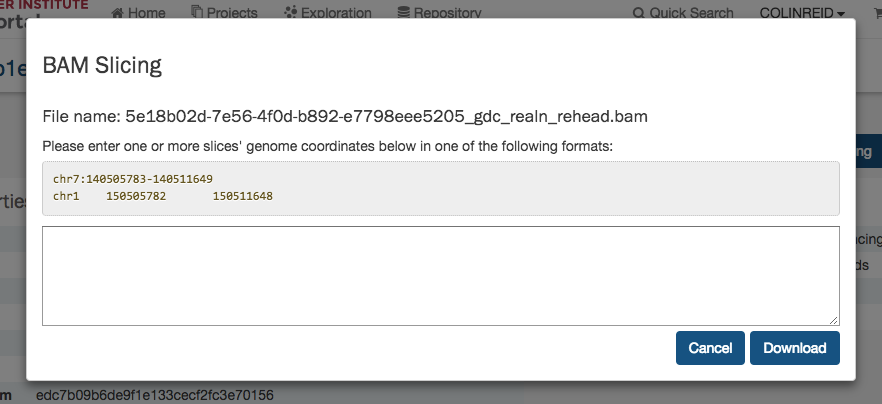 ER INSTITUTE
Home Projects Exploration Repository Quick Search COLINREID
BAM Slicing
File name: 5e18b02d-7e56-4f0d-b892-e7798eee5205_gdc_realn_rehead.bam
Please enter one or more slices' genome coordinates below in one of the following formats:
chr7:140505783-140511649
chr1 150505782 150511648
ng
rtie
cing
ds
Cancel Download
m edc7b09b6de9f1e133cecf2fc3e70156